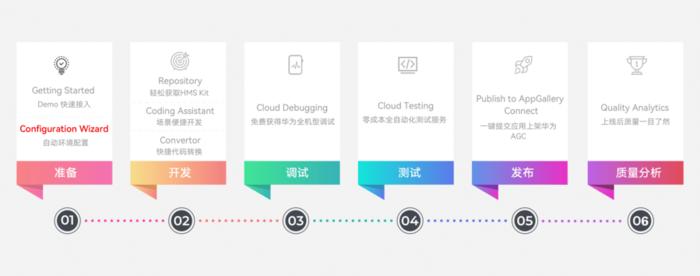 Getting Started
Demo 快速接入
Configuration Wizard
自动环境配置
准备
01
Repository
轻松获取HMS Kit
Coding Assistant
场景便捷开发
Convertor
快捷代码转换
开发
02
Cloud Debugging
免费获得华为全机型调试
调试
03
Cloud Testing
零成本全自动化测试服务
测试
04
Publish to AppGallery
Connect
一键提交应用上架华为
AGC
发布
05
1
Quality Analytics
上线后质量一目了然
质量分析
06